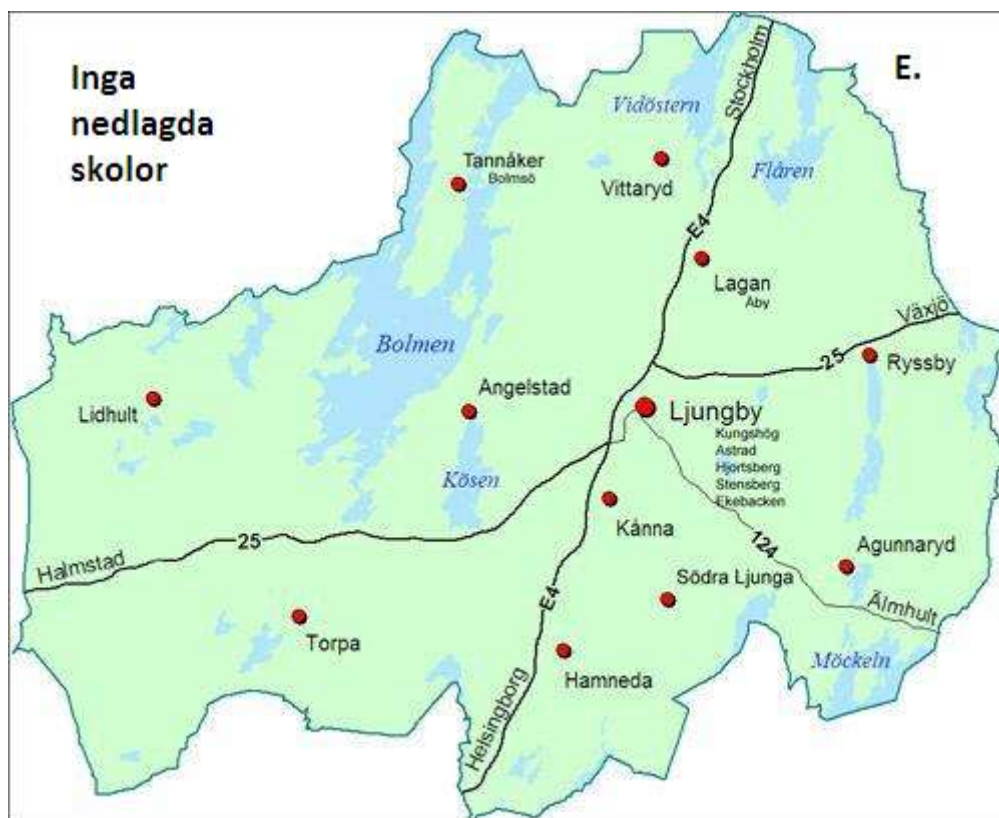 Inga
nedlagda
skolor
E.
Stockholm
Vidöstern
Tannåker
Bolmsö
Vittaryd
Flåren
E4
Lagan
Åby
Växjö
25
Ryssby
Bolmen
Angelstad
Lidhult
Ljungby
Kungshög
Astrad
Hjortsberg
Stensberg
Ekebacken
Kösen
Kånna
124
Agunnaryd
Halmstad
25
Södra Ljunga
E4
Älmhult
Torpa
Hamneda
Möckeln
Helsingborg